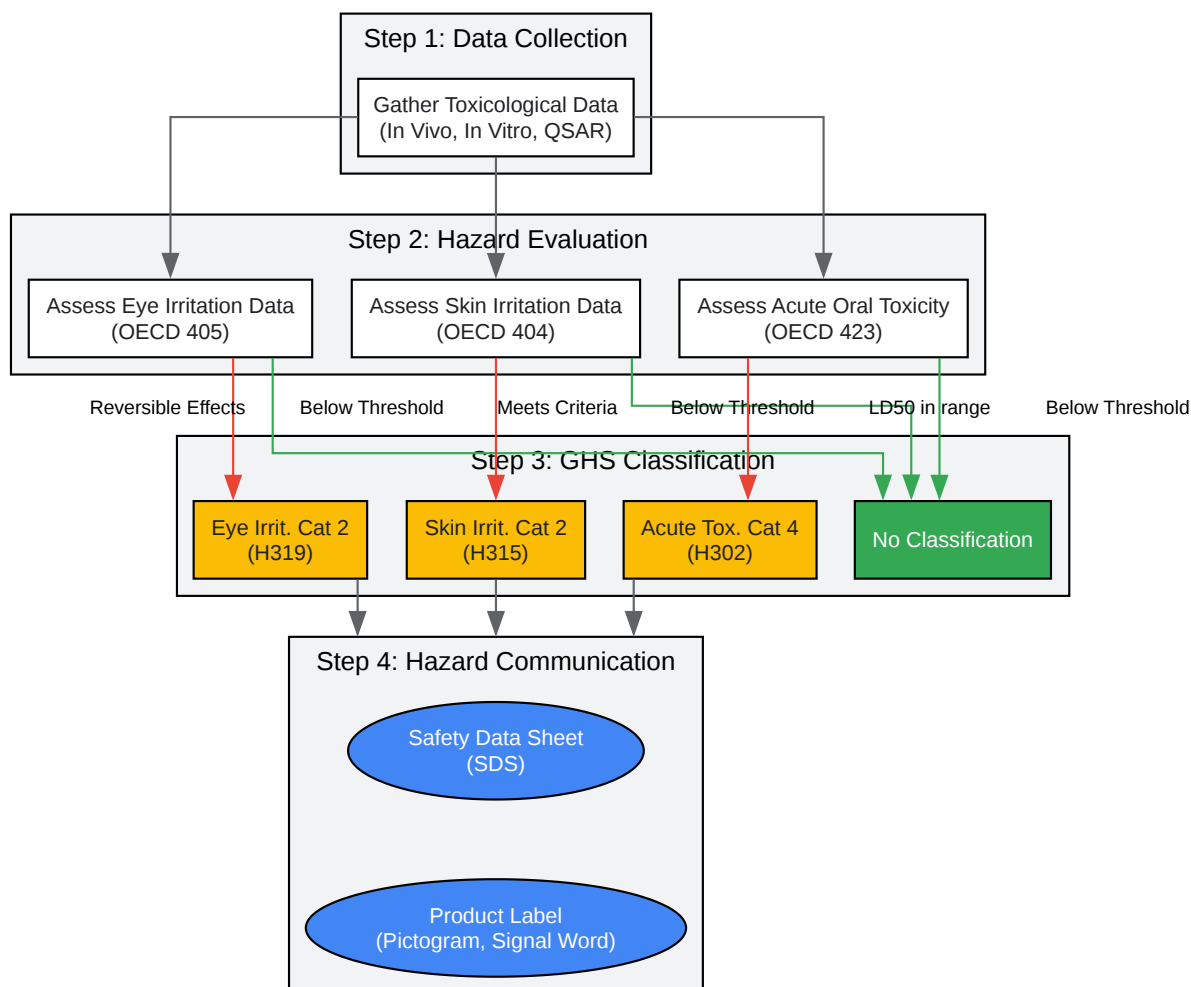 Step 1: Data Collection
Gather Toxicological Data
(In Vivo, In Vitro, QSAR)
Step 2: Hazard Evaluation
Assess Eye Irritation Data
(OECD 405)
Assess Skin Irritation Data
(OECD 404)
Assess Acute Oral Toxicity
(OECD 423)
Reversible Effects
Below Threshold
Meets Criteria
Below Threshold
LD50 in range
Below Threshold
Step 3: GHS Classification
Eye Irrit. Cat 2
(H319)
Skin Irrit. Cat 2
(H315)
Acute Tox. Cat 4
(H302)
No Classification
Step 4: Hazard Communication
Safety Data Sheet
(SDS)
Product Label
(Pictogram, Signal Word)